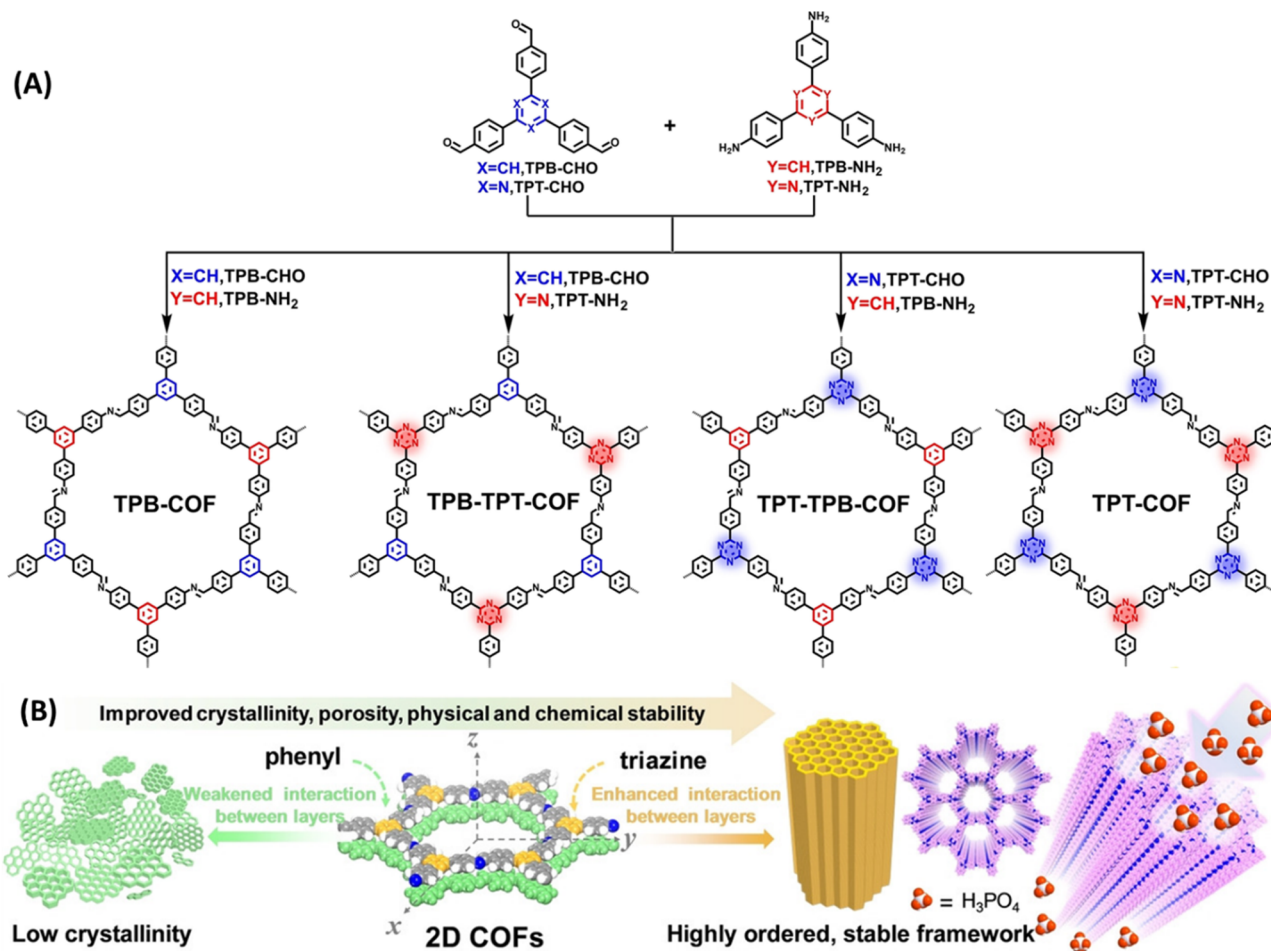 (A)
O
O
O
X
X
X
X=CH,TPB-CHO
X=N,TPT-CHO
+
NH₂
H₂N
NH₂
Y
Y
Y
Y=CH,TPB-NH₂
Y=N,TPT-NH₂
X=CH,TPB-CHO
Y=CH,TPB-NH₂
X=CH,TPB-CHO
Y=N,TPT-NH₂
X=N,TPT-CHO
Y=CH,TPB-NH₂
X=N,TPT-CHO
Y=N,TPT-NH₂
TPB-COF
TPB-TPT-COF
TPT-TPB-COF
TPT-COF
(B)
Improved crystallinity, porosity, physical and chemical stability
phenyl
z
triazine
Weakened interaction
between layers
Enhanced interaction
between layers
y
x
Low crystallinity
2D COFs
= H₃PO₄
Highly ordered, stable framework